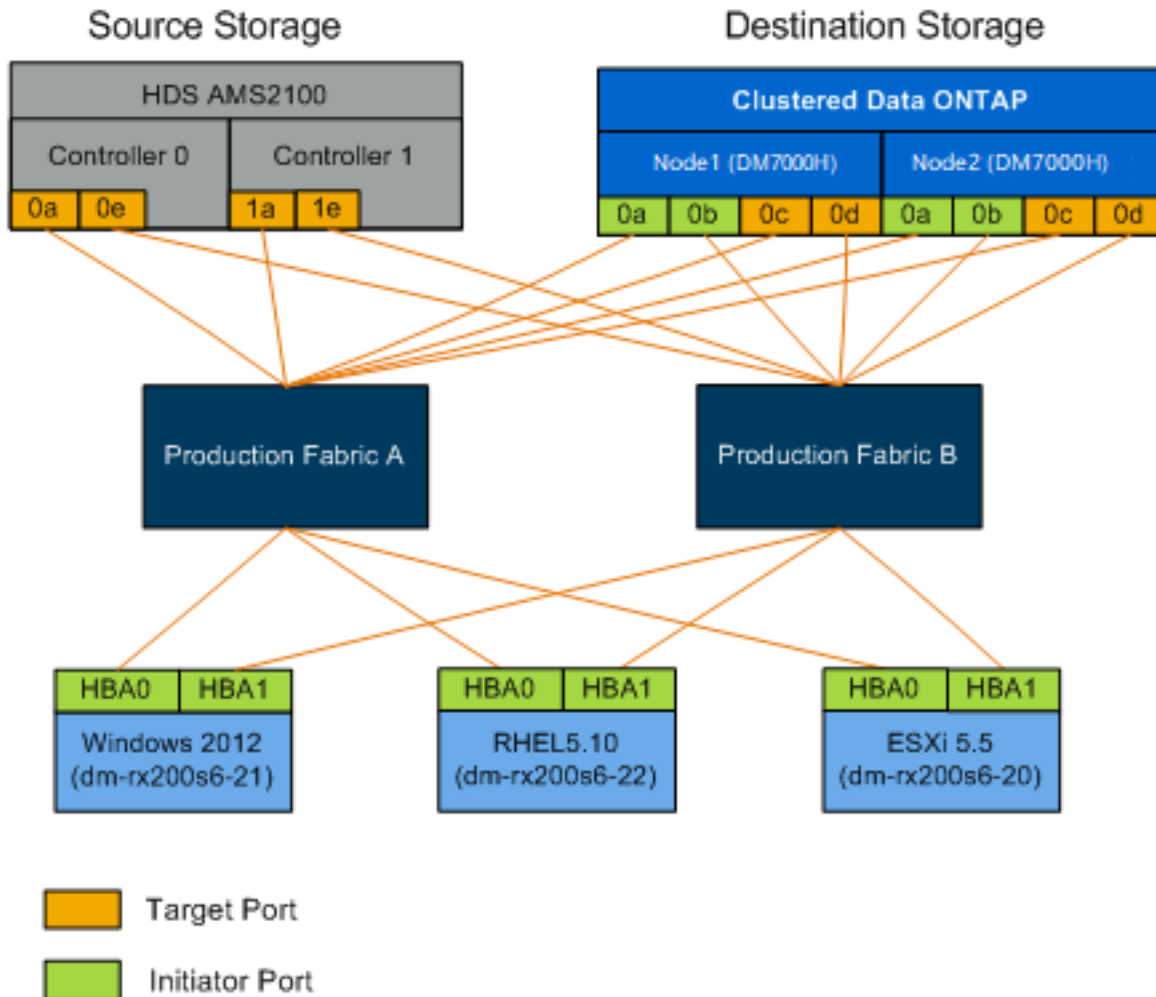 Source Storage
Destination Storage
HDS AMS2100
Controller 0
Controller 1
0a
0e
1a
1e
Clustered Data ONTAP
Node1 (DM7000H)
Node2 (DM7000H)
0a
0b
0c
0d
0a
0b
0c
0d
Production Fabric A
Production Fabric B
HBA0
HBA1
Windows 2012
(dm-rx200s6-21)
HBA0
HBA1
RHEL5.10
(dm-rx200s6-22)
HBA0
HBA1
ESXi 5.5
(dm-rx200s6-20)
Target Port
Initiator Port